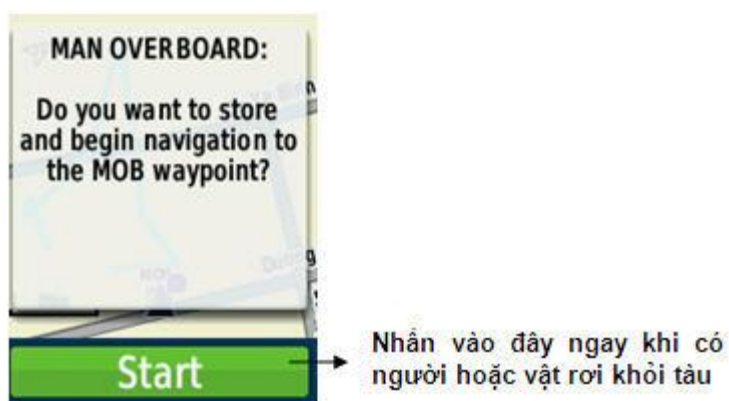 MAN OVERBOARD:
Do you want to store
and begin navigation to
the MOB waypoint?
Start
Nhấn vào đây ngay khi có
người hoặc vật rơi khỏi tàu